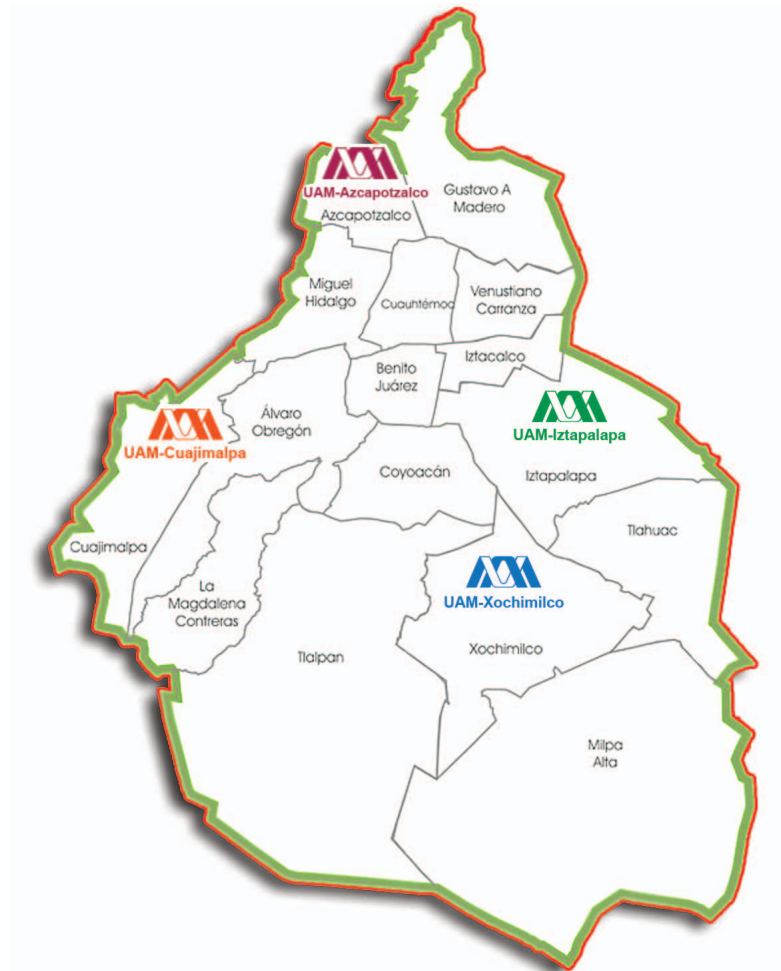 UAM-Azcapotzalco
Azcapotzalco
Gustavo A
Madero
Miguel
Hidalgo
Cuauhtémoc
Venustiano
Carranza
Iztacalco
Benito
Juárez
Álvaro
Obregón
UAM-Cuajimalpa
UAM-Iztapalapa
Coyoacán
Iztapalapa
Tlahuac
Cuajimalpa
La
Magdalena
Contreras
UAM-Xochimilco
Xochimilco
Tlalpan
Milpa
Alta